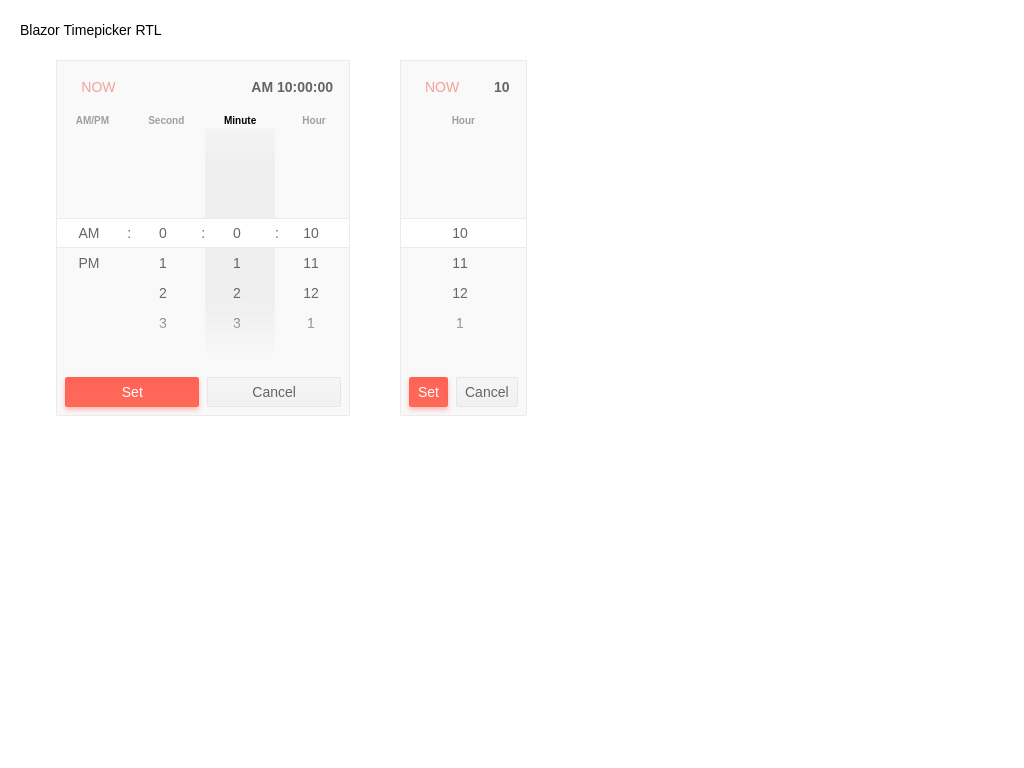 Blazor Timepicker RTL
NOW AM 10:00:00
AM/PM Second Minute Hour
AM : 0 : 0 : 10
PM 1 1 11
2 2 12
3 3 1
Set Cancel
NOW 10
Hour
10
11
12
1
Set Cancel